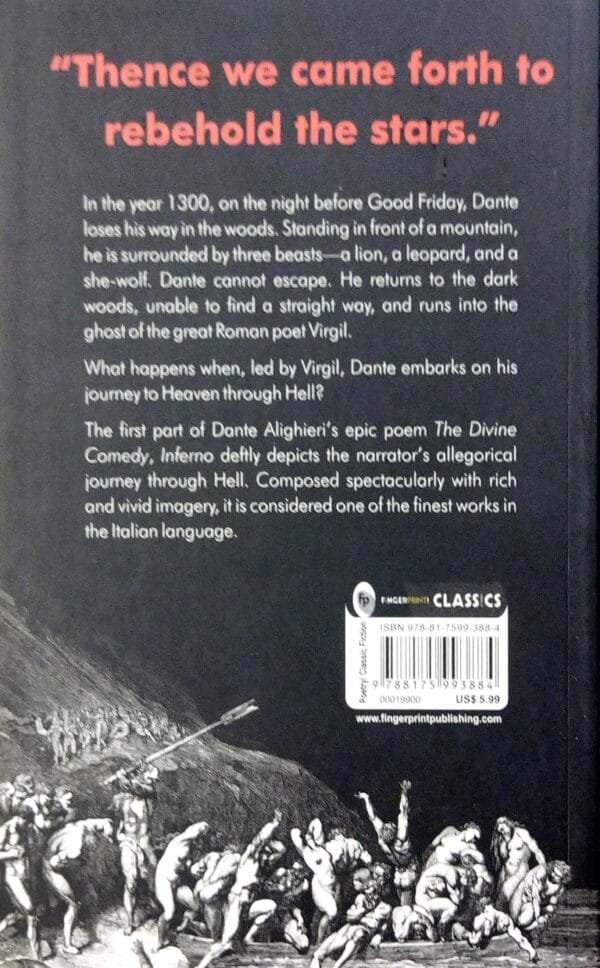 “Thence we came forth to
rebehold the stars.”
In the year 1300, on the night before Good Friday, Dante
loses his way in the woods. Standing in front of a mountain,
he is surrounded by three beasts—a lion, a leopard, and a
she-wolf. Dante cannot escape. He returns to the dark
woods, unable to find a straight way, and runs into the
ghost of the great Roman poet Virgil.
What happens when, led by Virgil, Dante embarks on his
journey to Heaven through Hell?
The first part of Dante Alighieri's epic poem The Divine
Comedy, Inferno deftly depicts the narrator's allegorical
journey through Hell. Composed spectacularly with rich
and vivid imagery, it is considered one of the finest works in
the Italian language.
FP FINGERPRINT! CLASS!CS
Poetry/ Classic Fiction
ISBN 978-81-7599-388-4
9 788175 993884
00019900 US$ 5.99
www.fingerprintpublishing.com